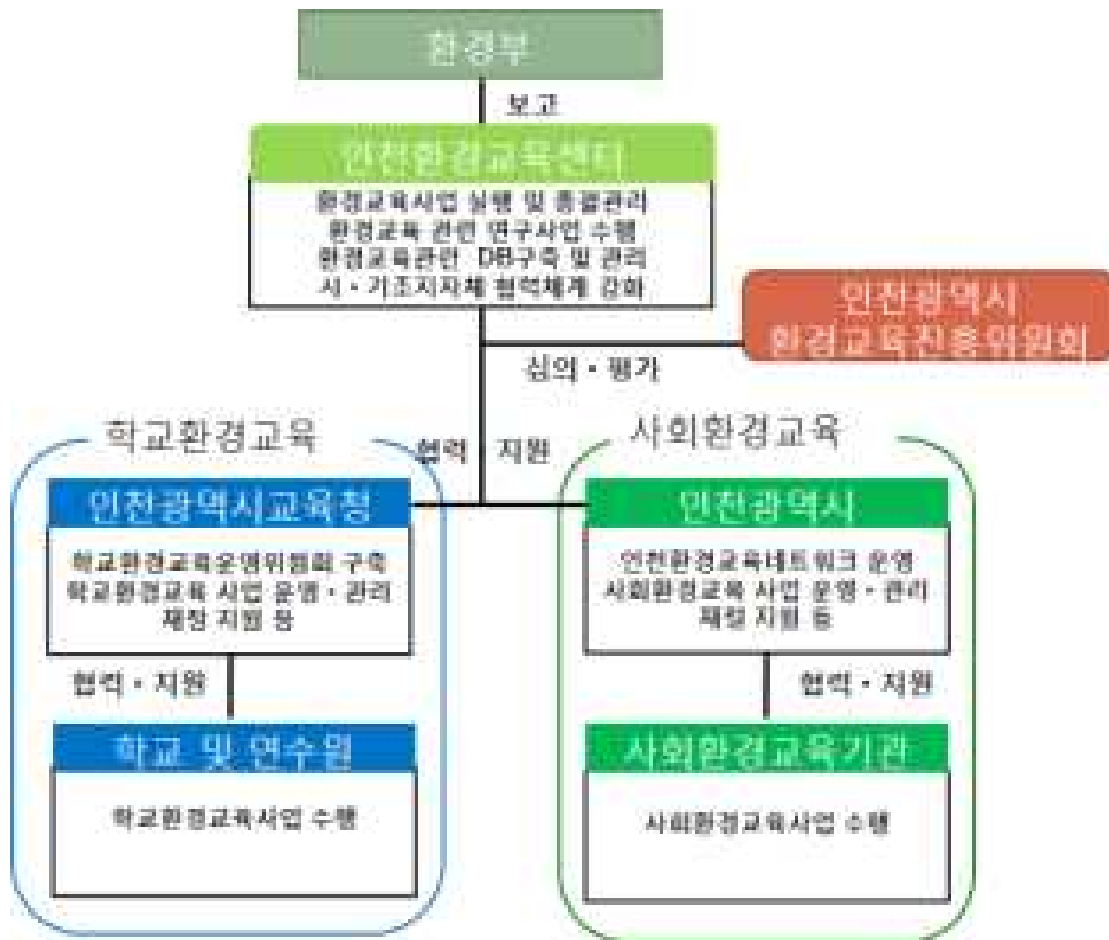 환경부
보고
인천환경교육센터
환경교육사업 실행 및 총괄관리
환경교육 관련 연구사업 수행
환경교육관련 DB구축 및 관리
시·기초지자체 협력체계 강화
인천광역시
환경교육진흥위원회
심의·평가
협력·지원
학교환경교육
인천광역시교육청
학교환경교육운영위원회 구축
학교환경교육 사업 운영·관리
재정 지원 등
협력·지원
학교 및 연수원
학교환경교육사업 수행
사회환경교육
인천광역시
인천환경교육네트워크 운영
사회환경교육 사업 운영·관리
재정 지원 등
협력·지원
사회환경교육기관
사회환경교육사업 수행